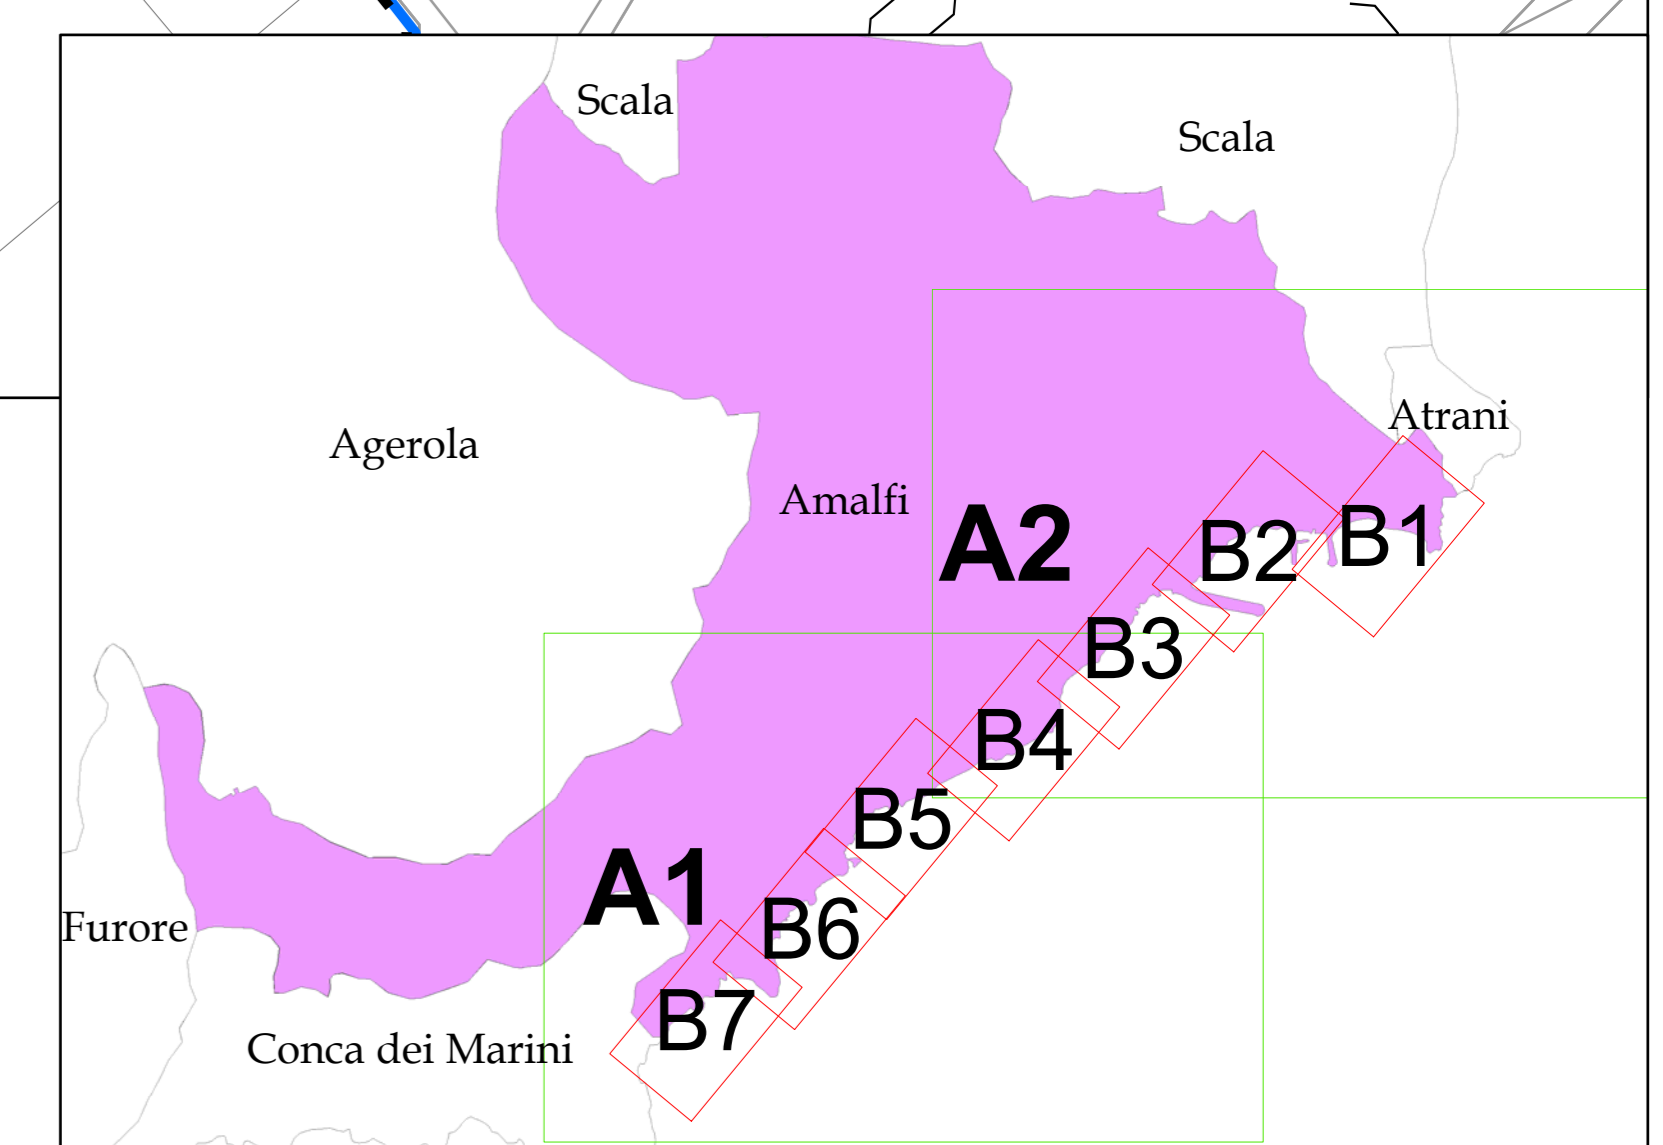 Scala
Scala
Atrani
Agerola
Amalfi
A2
B1
B2
B3
B4
B5
A1
B6
Furore
B7
Conca dei Marini